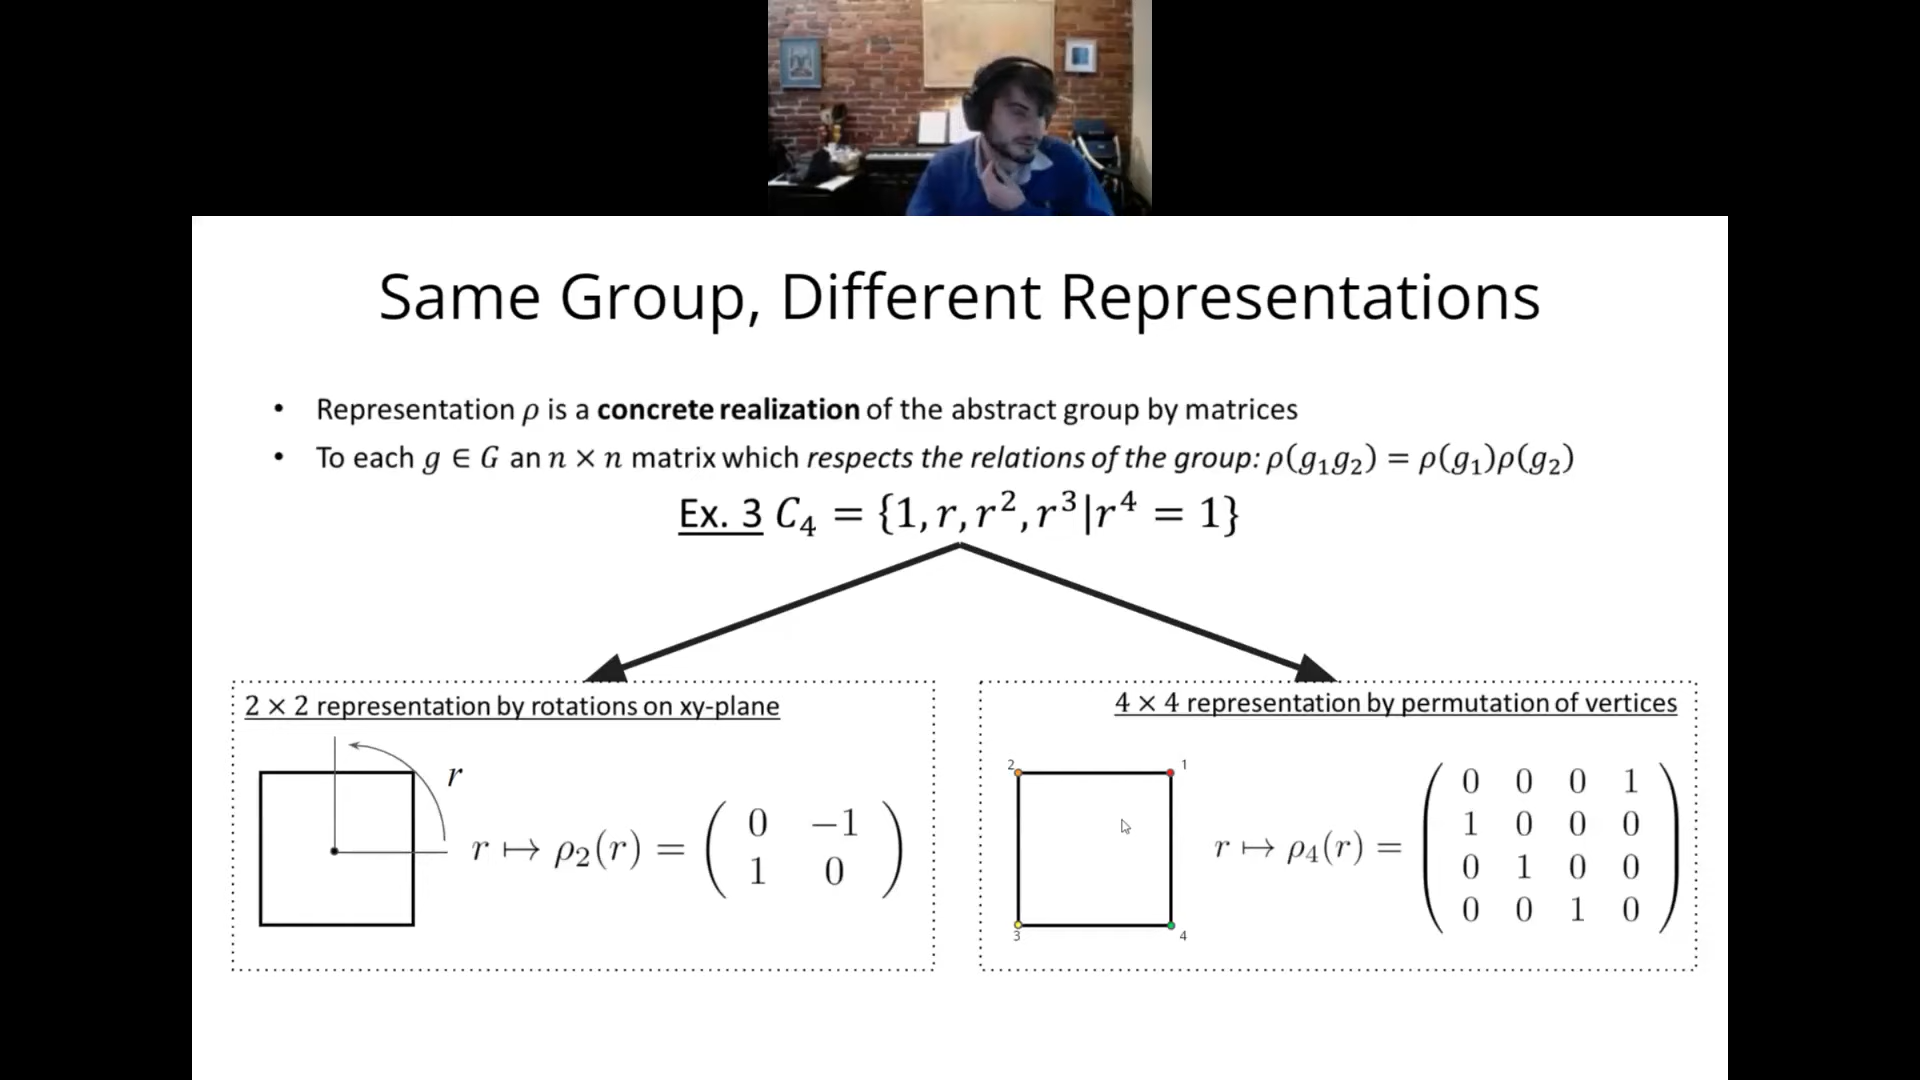 Same Group, Different Representations
• Representation ρ is a concrete realization of the abstract group by matrices
• To each g ∈ G an n × n matrix which respects the relations of the group: ρ(g₁g₂) = ρ(g₁)ρ(g₂)
Ex. 3 C₄ = {1, r, r², r³|r⁴ = 1}
2 × 2 representation by rotations on xy-plane
r
r ↦ ρ₂(r) = ( 0 −1
1 0 )
4 × 4 representation by permutation of vertices
2 1
3 4
r ↦ ρ₄(r) = ( 0 0 0 1
1 0 0 0
0 1 0 0
0 0 1 0 )